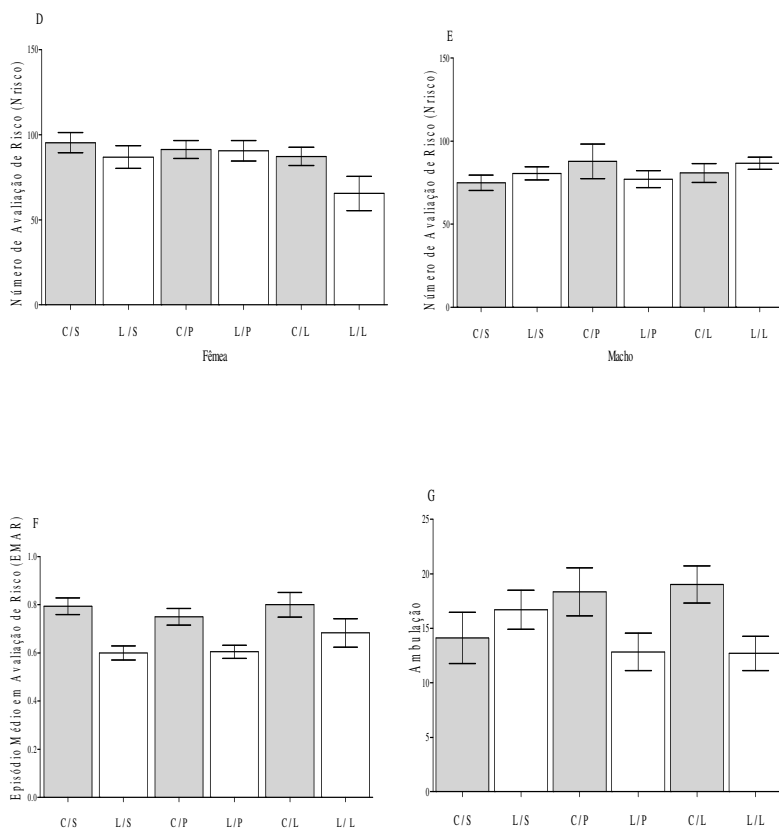 D
Número de Avaliação de Risco (Nrisco)
150
100
50
0
C/S L/S C/P L/P C/L L/L
Fêmea
E
Número de Avaliação de Risco (Nrisco)
150
100
50
0
C/S L/S C/P L/P C/L L/L
Macho
F
Episódio Médio em Avaliação de Risco (EMAR)
1.0
0.8
0.6
0.4
0.2
0.0
C/S L/S C/P L/P C/L L/L
G
Ambulação
25
20
15
10
5
0
C/S L/S C/P L/P C/L L/L